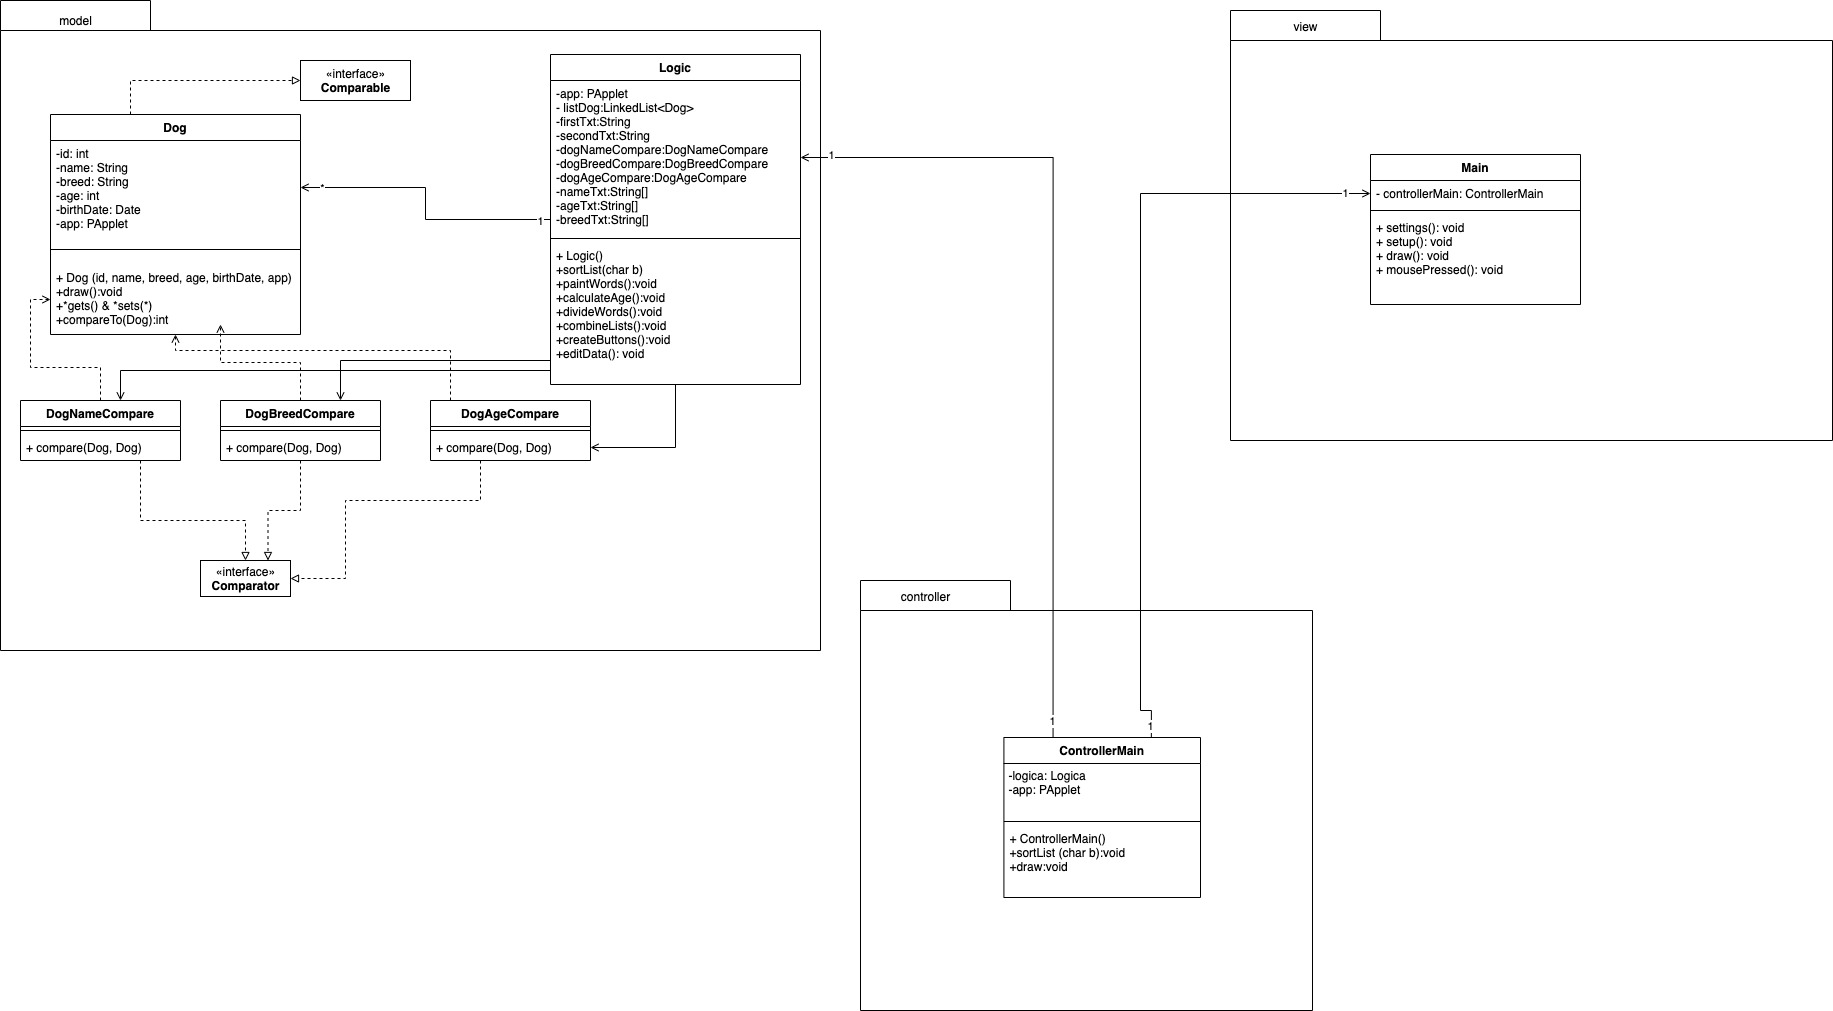 model
«interface»
Comparable
Dog
-id: int
-name: String
-breed: String
-age: int
-birthDate: Date
-app: PApplet
+ Dog (id, name, breed, age, birthDate, app)
+draw():void
+*gets() & *sets(*)
+compareTo(Dog):int
Logic
-app: PApplet
- listDog:LinkedList<Dog>
-firstTxt:String
-secondTxt:String
-dogNameCompare:DogNameCompare
-dogBreedCompare:DogBreedCompare
-dogAgeCompare:DogAgeCompare
-nameTxt:String[]
-ageTxt:String[]
-breedTxt:String[]
+ Logic()
+sortList(char b)
+paintWords():void
+calculateAge():void
+divideWords():void
+combineLists():void
+createButtons():void
+editData(): void
*
1
DogNameCompare
+ compare(Dog, Dog)
DogBreedCompare
+ compare(Dog, Dog)
DogAgeCompare
+ compare(Dog, Dog)
«interface»
Comparator
1
1
view
Main
- controllerMain: ControllerMain
+ settings(): void
+ setup(): void
+ draw(): void
+ mousePressed(): void
1
1
controller
ControllerMain
-logica: Logica
-app: PApplet
+ ControllerMain()
+sortList (char b):void
+draw:void